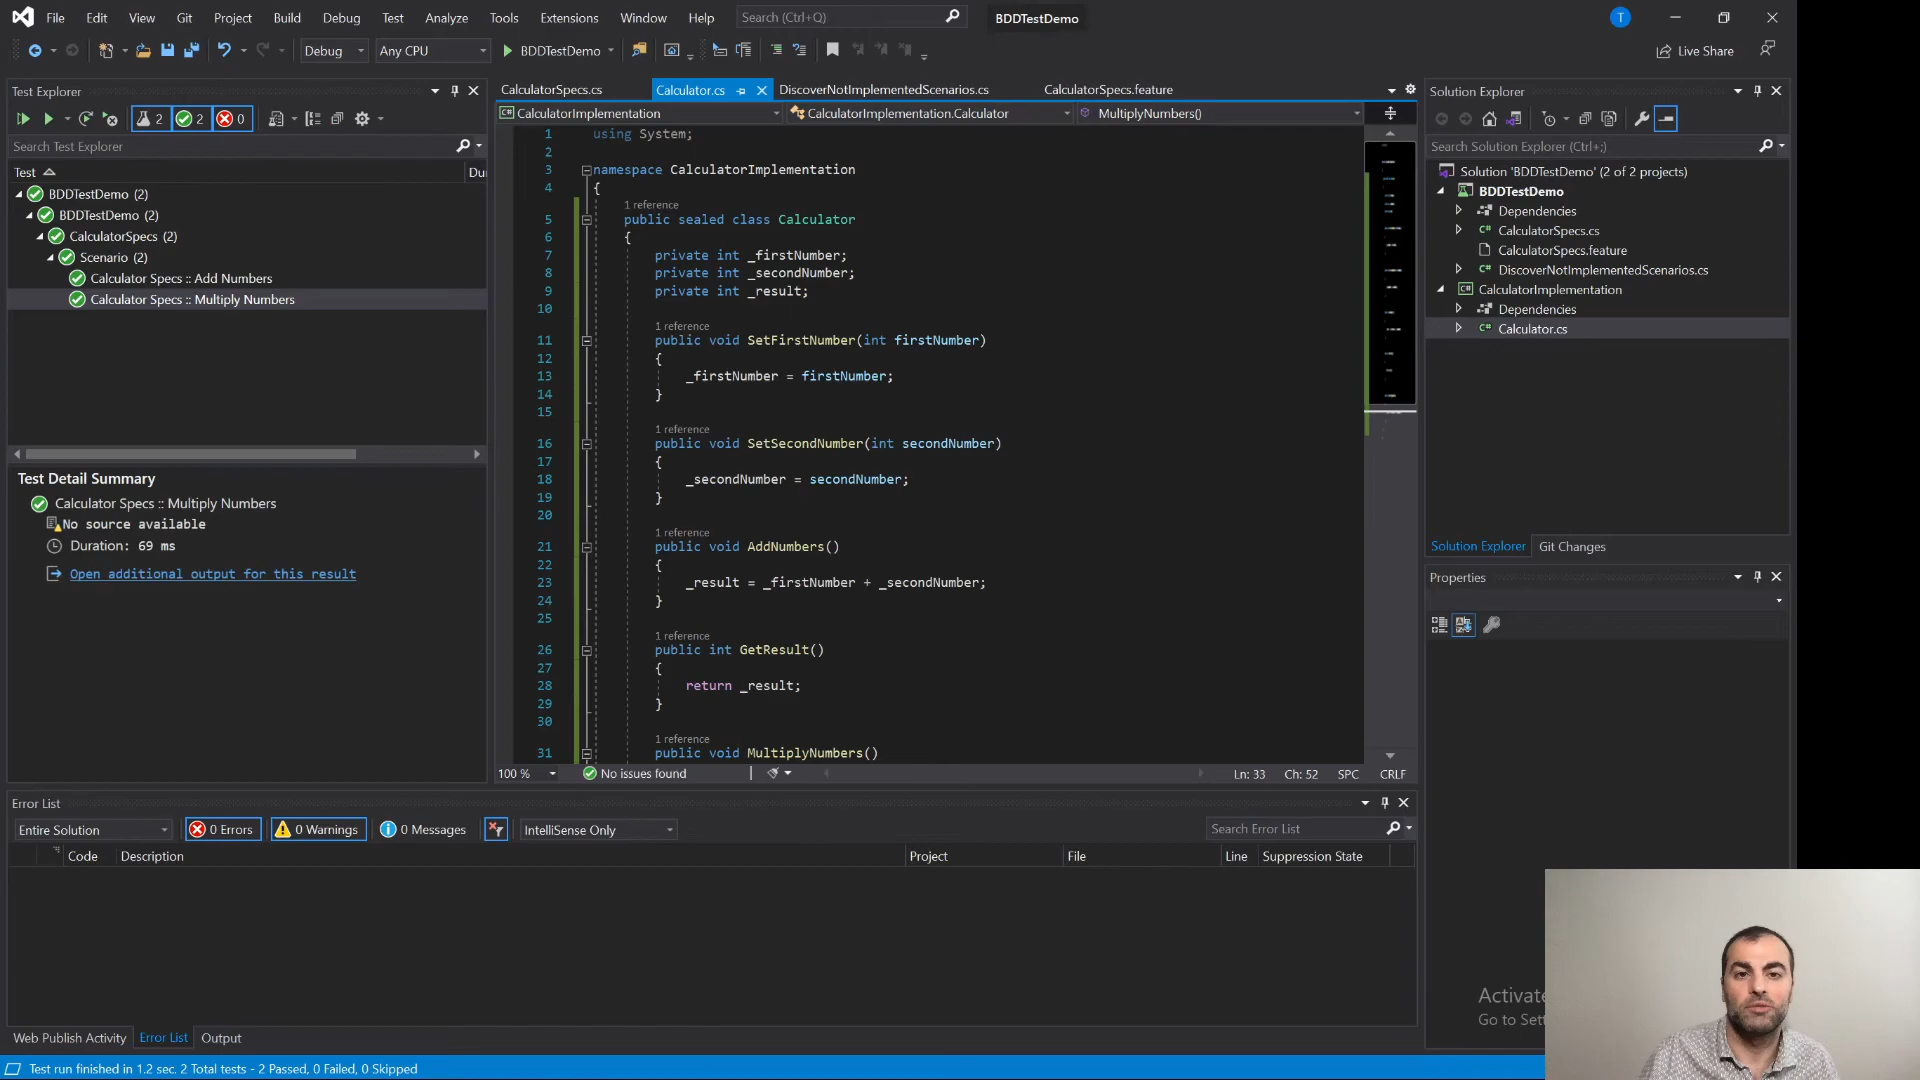 File Edit View Git Project Build Debug Test Analyze Tools Extensions Window Help Search (Ctrl+Q) BDDTestDemo T
Debug Any CPU BDDTestDemo Live Share
Test Explorer
2 2 0
Search Test Explorer
Test Du
BDDTestDemo (2)
BDDTestDemo (2)
CalculatorSpecs (2)
Scenario (2)
Calculator Specs :: Add Numbers
Calculator Specs :: Multiply Numbers
Test Detail Summary
Calculator Specs :: Multiply Numbers
No source available
Duration: 69 ms
Open additional output for this result
CalculatorSpecs.cs Calculator.cs DiscoverNotImplementedScenarios.cs CalculatorSpecs.feature
CalculatorImplementation CalculatorImplementation.Calculator MultiplyNumbers()
1 using System;
2
3 namespace CalculatorImplementation
4 {
1 reference
5 public sealed class Calculator
6 {
7 private int _firstNumber;
8 private int _secondNumber;
9 private int _result;
10
1 reference
11 public void SetFirstNumber(int firstNumber)
12 {
13 _firstNumber = firstNumber;
14 }
15
1 reference
16 public void SetSecondNumber(int secondNumber)
17 {
18 _secondNumber = secondNumber;
19 }
20
1 reference
21 public void AddNumbers()
22 {
23 _result = _firstNumber + _secondNumber;
24 }
25
1 reference
26 public int GetResult()
27 {
28 return _result;
29 }
30
1 reference
31 public void MultiplyNumbers()
100 % No issues found Ln: 33 Ch: 52 SPC CRLF
Solution Explorer
Search Solution Explorer (Ctrl+;)
Solution 'BDDTestDemo' (2 of 2 projects)
BDDTestDemo
Dependencies
CalculatorSpecs.cs
CalculatorSpecs.feature
DiscoverNotImplementedScenarios.cs
CalculatorImplementation
Dependencies
Calculator.cs
Solution Explorer Git Changes
Properties
Error List
Entire Solution 0 Errors 0 Warnings 0 Messages IntelliSense Only Search Error List
Code Description Project File Line Suppression State
Activate
Go to Set
Web Publish Activity Error List Output
Test run finished in 1.2 sec. 2 Total tests - 2 Passed, 0 Failed, 0 Skipped